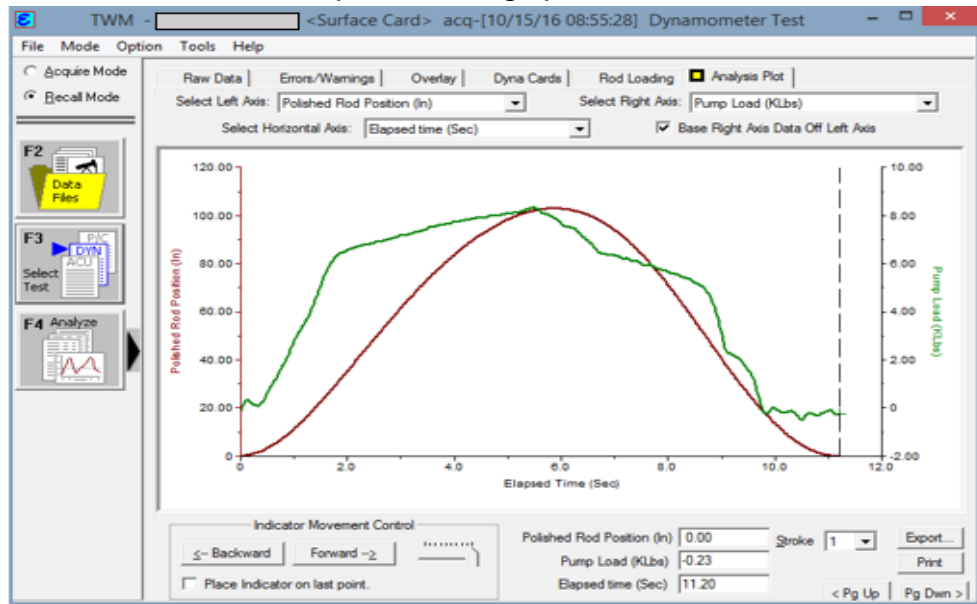 TWM - <Surface Card> acq-[10/15/16 08:55:28] Dynamometer Test
File Mode Option Tools Help
Acquire Mode
Recall Mode
F2
Data
Files
F3
P/C
DYN
ACU
Select
Test
F4 Analyze
Raw Data Errors/Warnings Overlay Dyna Cards Rod Loading Analysis Plot
Select Left Axis: Polished Rod Position (In) Select Right Axis: Pump Load (KLbs)
Select Horizontal Axis: Elapsed time (Sec) Base Right Axis Data Off Left Axis
120.00
100.00
80.00
60.00
40.00
20.00
0
Polished Rod Position (In)
10.00
8.00
6.00
4.00
2.00
0
-2.00
Pump Load (KLbs)
0 2.0 4.0 6.0 8.0 10.0 12.0
Elapsed Time (Sec)
Indicator Movement Control
<-- Backward Forward -->
Place Indicator on last point.
Polished Rod Position (In) 0.00
Pump Load (KLbs) -0.23
Elapsed time (Sec) 11.20
Stroke 1
Export...
Print
< Pg Up Pg Dwn >